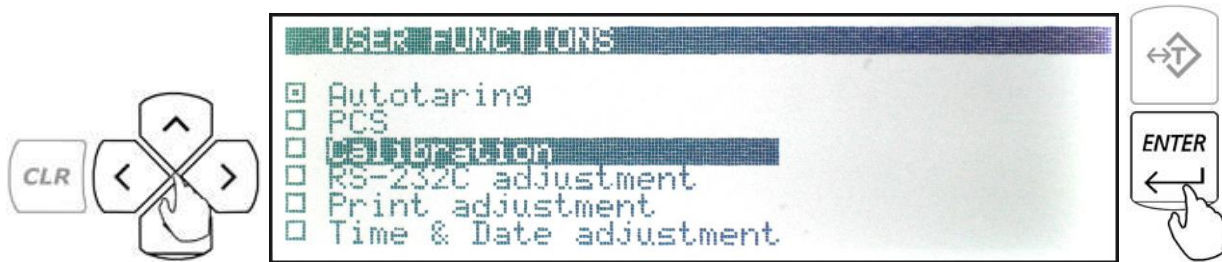 USER FUNCTIONS
Autotaring
PCS
Calibration
RS-232C adjustment
Print adjustment
Time & Date adjustment
CLR
T
ENTER